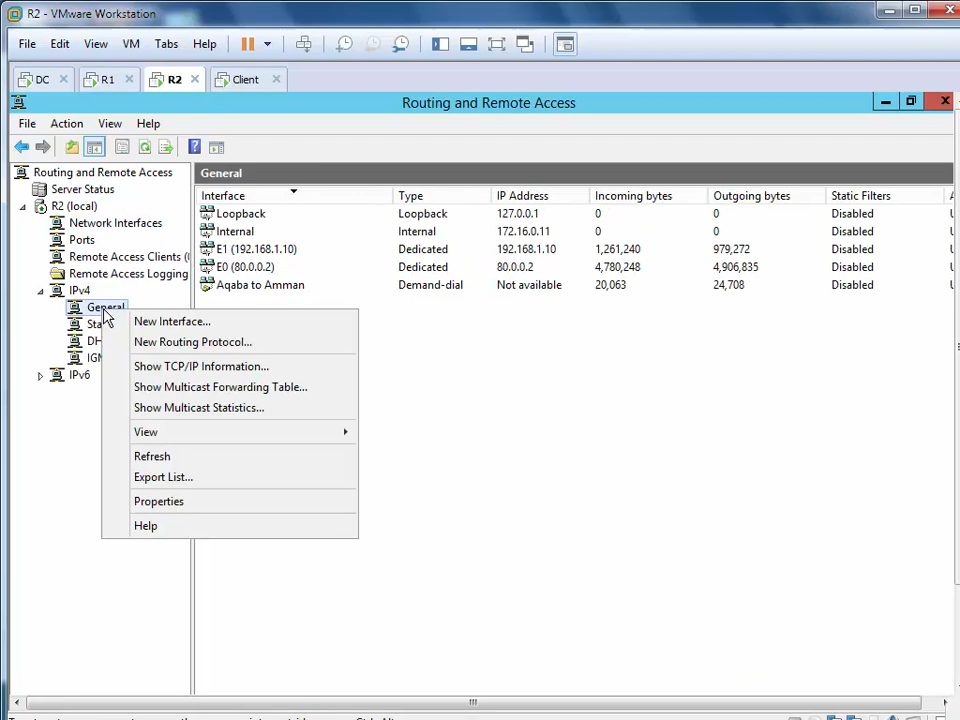 R2 - VMware Workstation
File Edit View VM Tabs Help
DC R1 R2 Client
Routing and Remote Access
File Action View Help
Routing and Remote Access
Server Status
R2 (local)
Network Interfaces
Ports
Remote Access Clients (
Remote Access Logging
IPv4
General
Sta
DH
IGM
IPv6
General
Interface Type IP Address Incoming bytes Outgoing bytes Static Filters
Loopback Loopback 127.0.0.1 0 0 Disabled
Internal Internal 172.16.0.11 0 0 Disabled
E1 (192.168.1.10) Dedicated 192.168.1.10 1,261,240 979,272 Disabled
E0 (80.0.0.2) Dedicated 80.0.0.2 4,780,248 4,906,835 Disabled
Aqaba to Amman Demand-dial Not available 20,063 24,708 Disabled
New Interface...
New Routing Protocol...
Show TCP/IP Information...
Show Multicast Forwarding Table...
Show Multicast Statistics...
View
Refresh
Export List...
Properties
Help